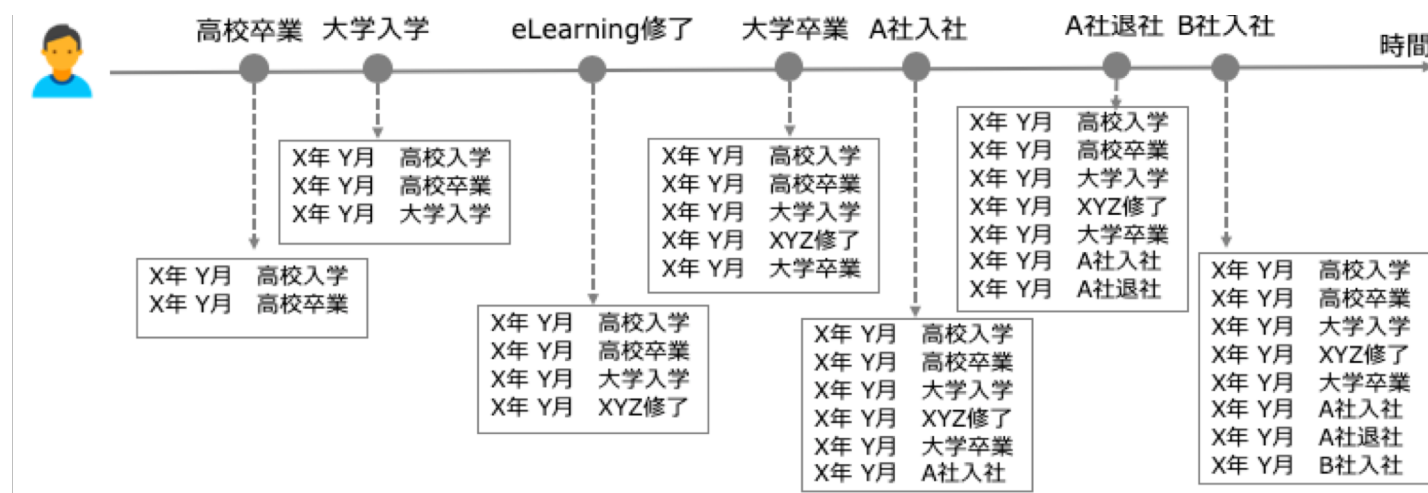 高校卒業
大学入学
eLearning修了
大学卒業
A社入社
A社退社
B社入社
時間
X年 Y月 高校入学
X年 Y月 高校卒業
X年 Y月 高校入学
X年 Y月 高校卒業
X年 Y月 大学入学
X年 Y月 高校入学
X年 Y月 高校卒業
X年 Y月 大学入学
X年 Y月 XYZ修了
X年 Y月 高校入学
X年 Y月 高校卒業
X年 Y月 大学入学
X年 Y月 XYZ修了
X年 Y月 大学卒業
X年 Y月 高校入学
X年 Y月 高校卒業
X年 Y月 大学入学
X年 Y月 XYZ修了
X年 Y月 大学卒業
X年 Y月 A社入社
X年 Y月 高校入学
X年 Y月 高校卒業
X年 Y月 大学入学
X年 Y月 XYZ修了
X年 Y月 大学卒業
X年 Y月 A社入社
X年 Y月 A社退社
X年 Y月 高校入学
X年 Y月 高校卒業
X年 Y月 大学入学
X年 Y月 XYZ修了
X年 Y月 大学卒業
X年 Y月 A社入社
X年 Y月 A社退社
X年 Y月 B社入社